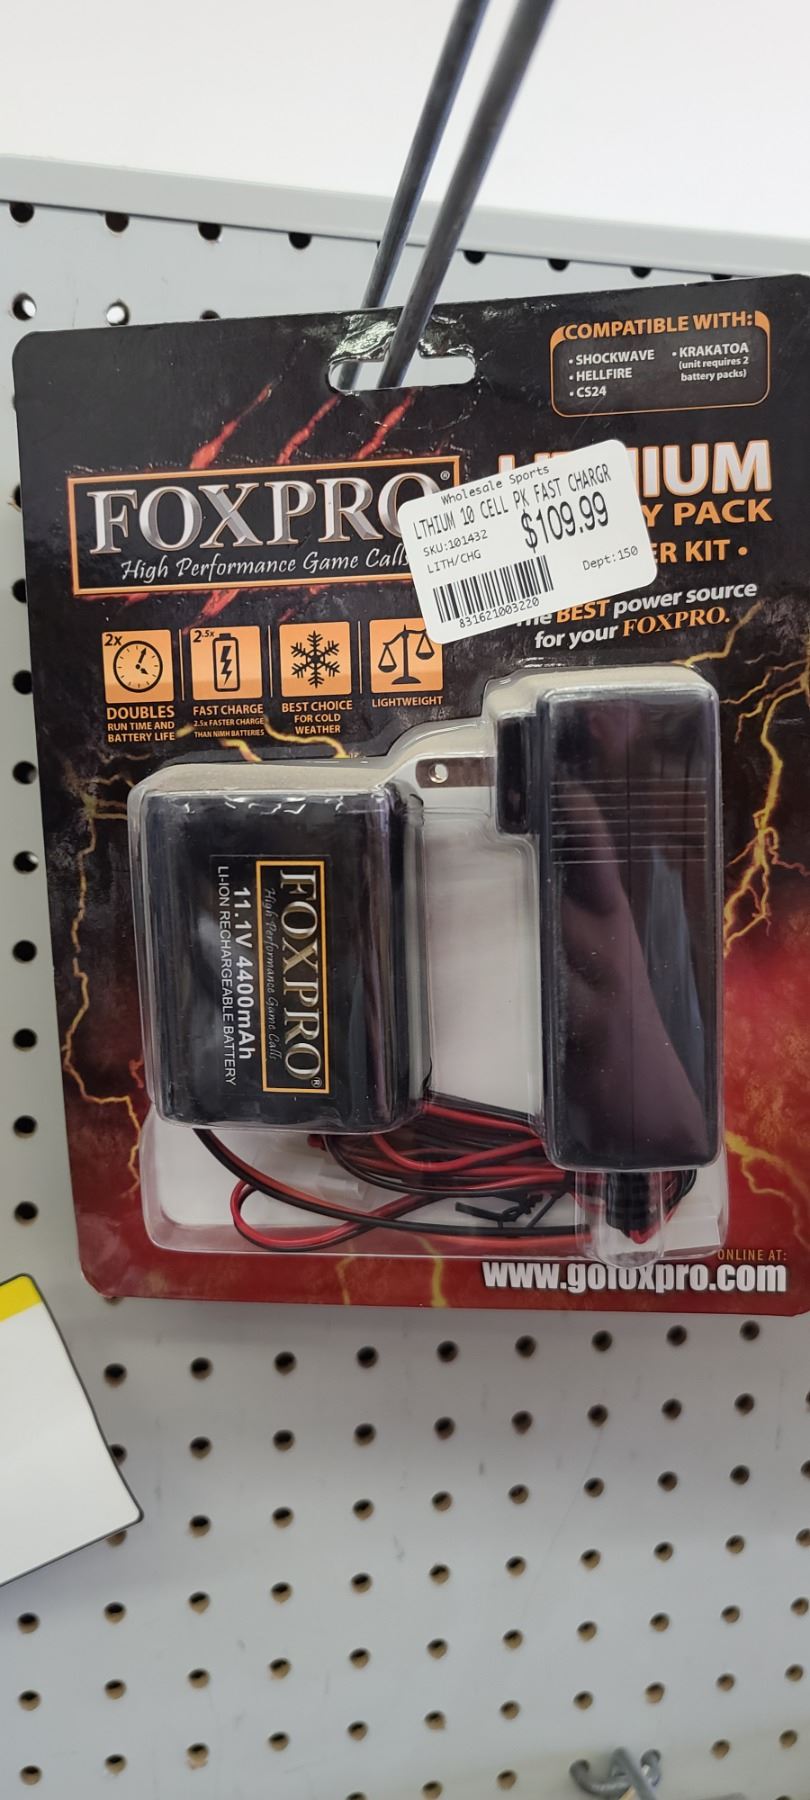 COMPATIBLE WITH:
• SHOCKWAVE
• HELLFIRE
• CS24
• KRAKATOA
(unit requires 2
battery packs)
FOXPRO®
High Performance Game Calls
Wholesale Sports
LTHIUM 10 CELL PK FAST CHARGR
SKU:101432
$109.99
LITH/CHG
Dept:150
831621003220
IUM
Y PACK
ER KIT •
The BEST power source
for your FOXPRO.
2x
DOUBLES
RUN TIME AND
BATTERY LIFE
2.5x
FAST CHARGE
2.5x FASTER CHARGE
THAN NIMH BATTERIES
BEST CHOICE
FOR COLD
WEATHER
LIGHTWEIGHT
FOXPRO®
High Performance Game Calls
11.1V 4400mAh
LI-ION RECHARGEABLE BATTERY
ONLINE AT:
www.gofoxpro.com